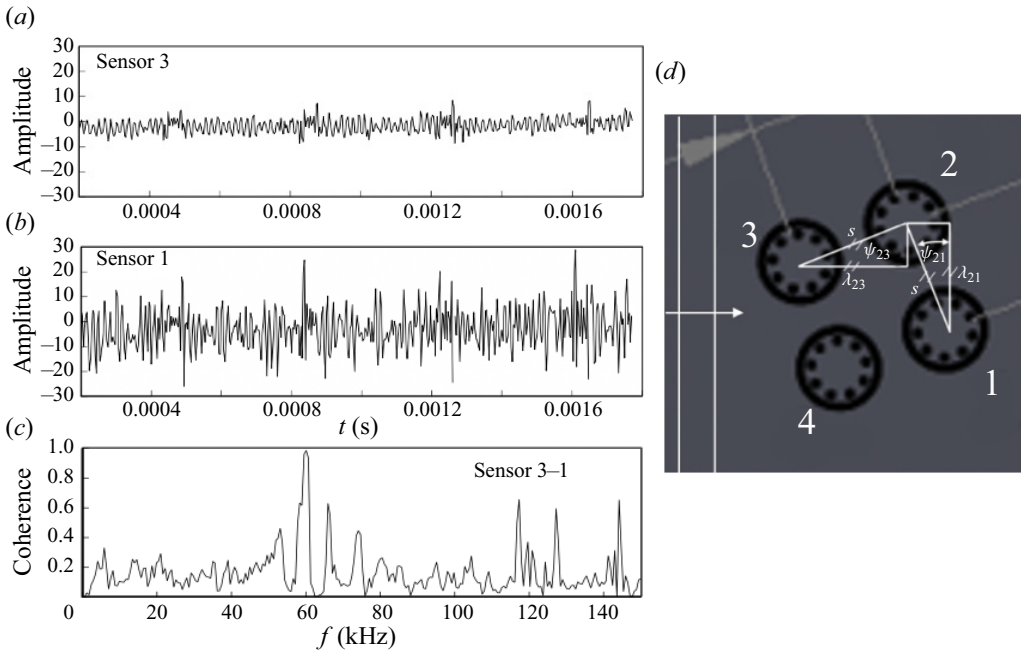 (a)
30
20
10
0
–10
–20
–30
Amplitude
Sensor 3
0.0004
0.0008
0.0012
0.0016
(b)
30
20
10
0
–10
–20
–30
Amplitude
Sensor 1
0.0004
0.0008
0.0012
0.0016
t (s)
(c)
1.0
0.8
0.6
0.4
0.2
Coherence
Sensor 3–1
0
20
40
60
80
100
120
140
f (kHz)
(d)
2
3
s
ψ23
ψ21
λ23
s
λ21
4
1